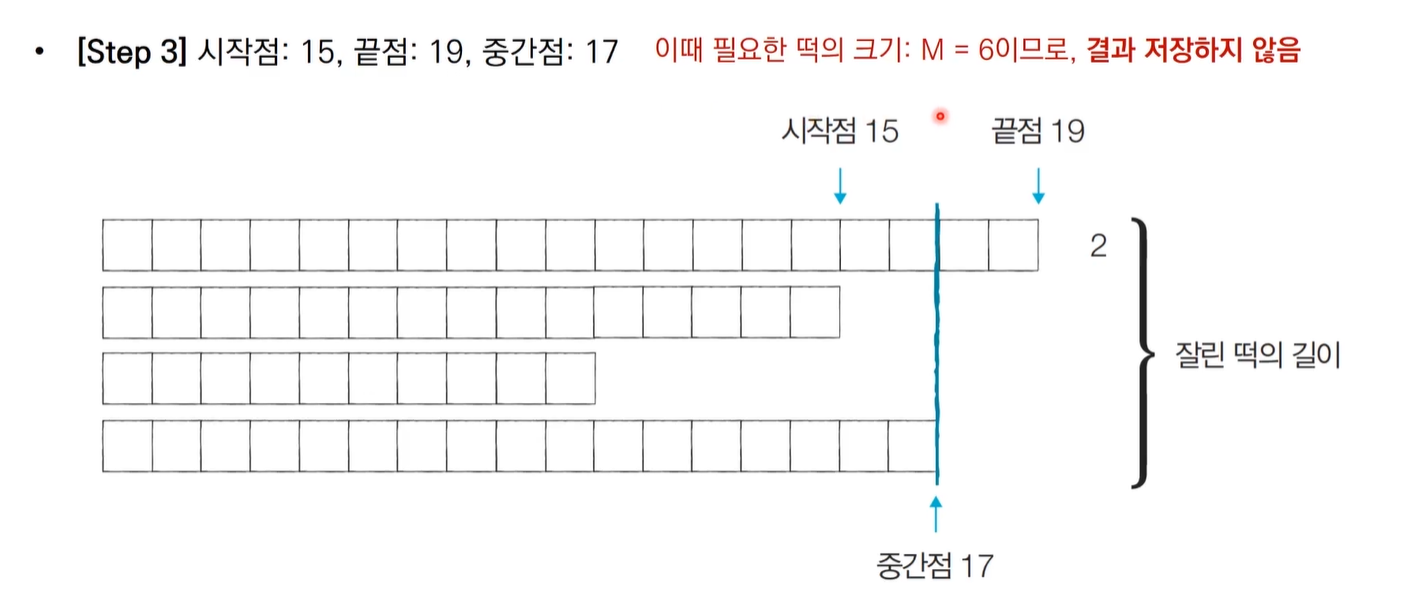 • [Step 3] 시작점: 15, 끝점: 19, 중간점: 17 이때 필요한 떡의 크기: M = 6이므로, 결과 저장하지 않음
시작점 15 끝점 19
2
잘린 떡의 길이
중간점 17